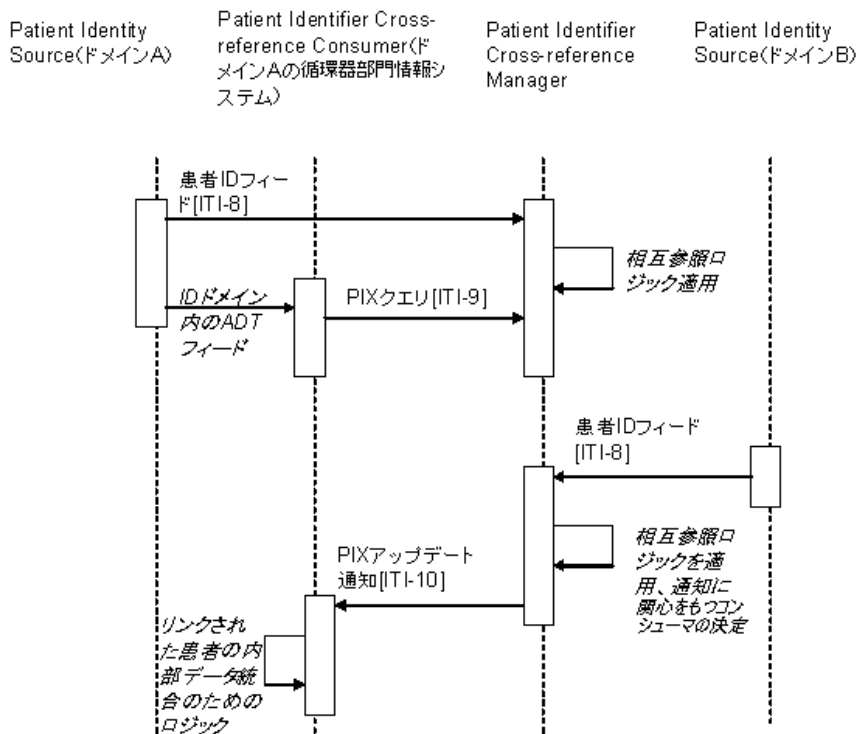 Patient Identity
Source(ドメインA)
Patient Identifier Cross-
reference Consumer(ド
メインAの循環器部門情報シ
ステム)
Patient Identifier
Cross-reference
Manager
Patient Identity
Source(ドメインB)
患者IDフィー
ド[ITI-8]
相互参照ロ
ジック適用
IDドメイン
内のADT
フィード
PIXクエリ[ITI-9]
患者IDフィード
[ITI-8]
相互参照ロ
ジックを適
用、通知に
関心をもつコン
シューマの決定
PIXアップデート
通知[ITI-10]
リンクされ
た患者の内
部データ統
合のための
ロジック